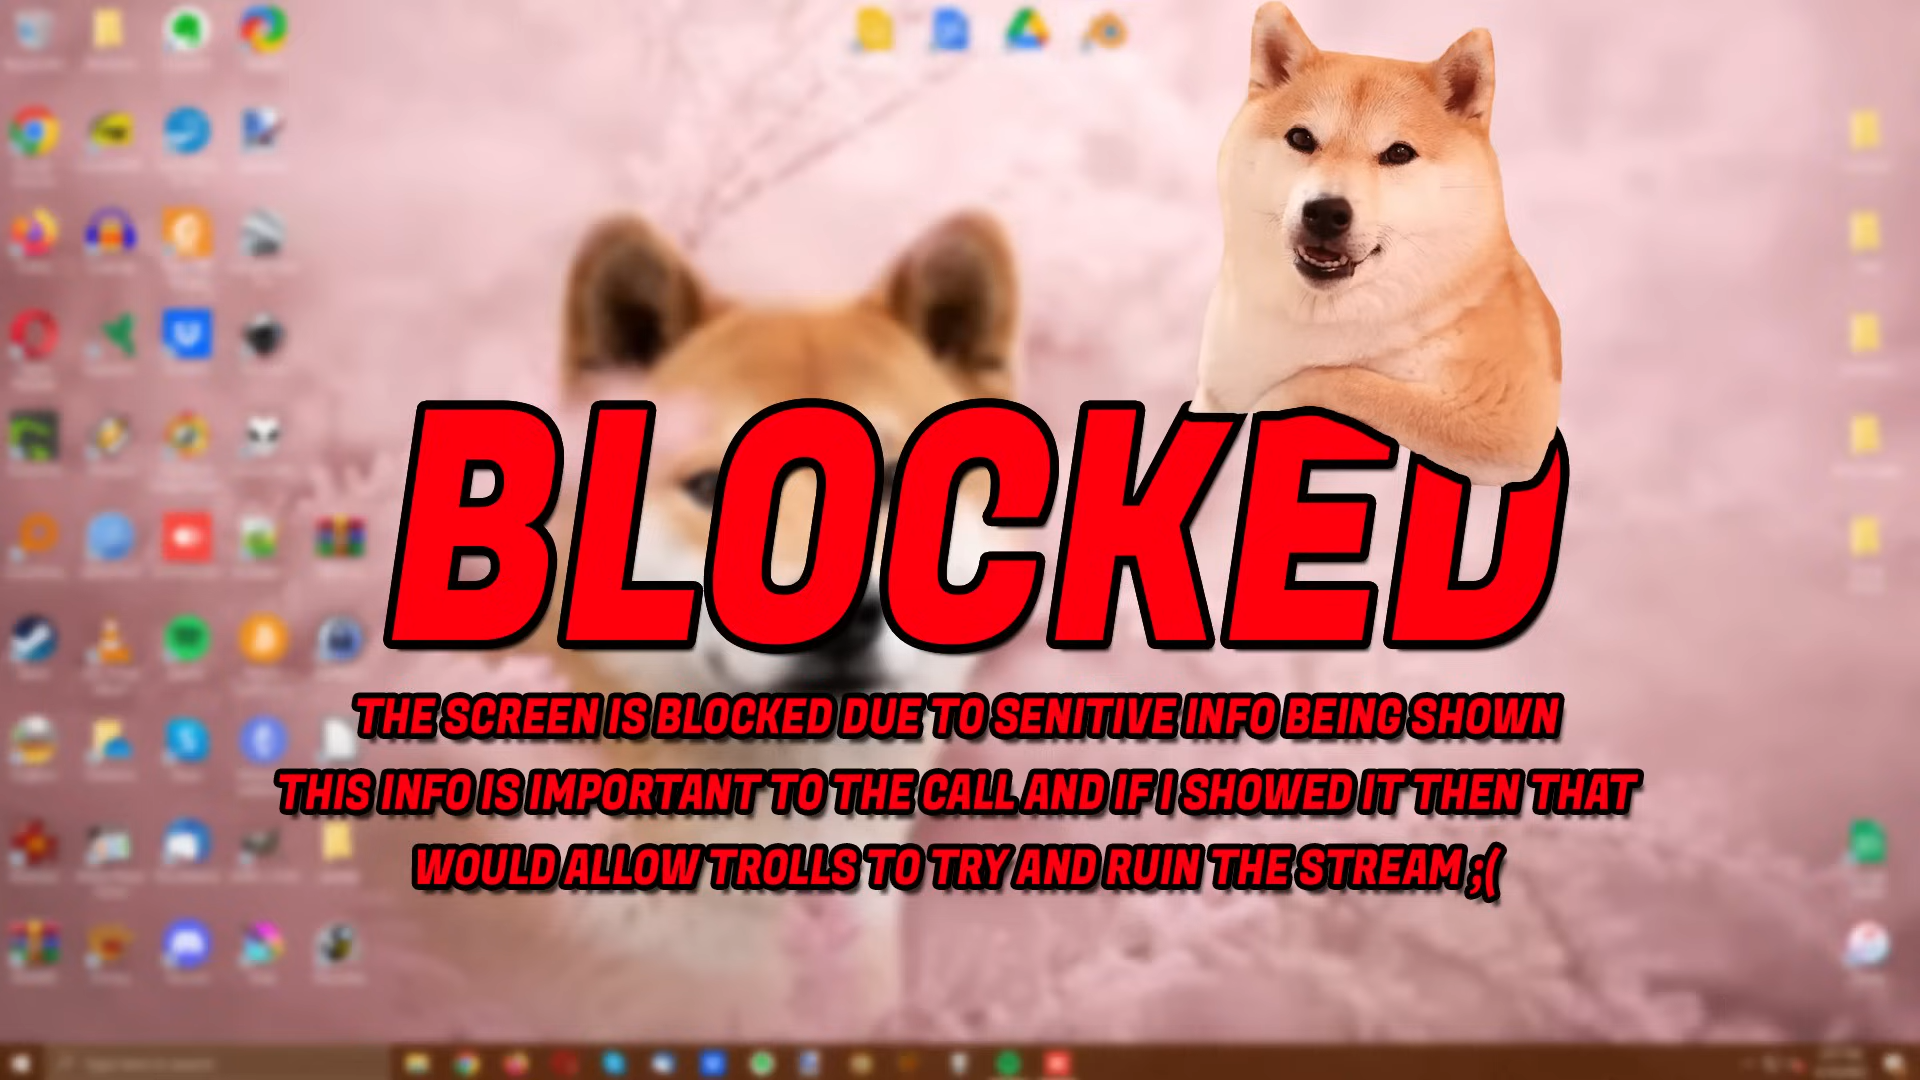 BLOCKED
THE SCREEN IS BLOCKED DUE TO SENITIVE INFO BEING SHOWN
THIS INFO IS IMPORTANT TO THE CALL AND IF I SHOWED IT THEN THAT
WOULD ALLOW TROLLS TO TRY AND RUIN THE STREAM ;(